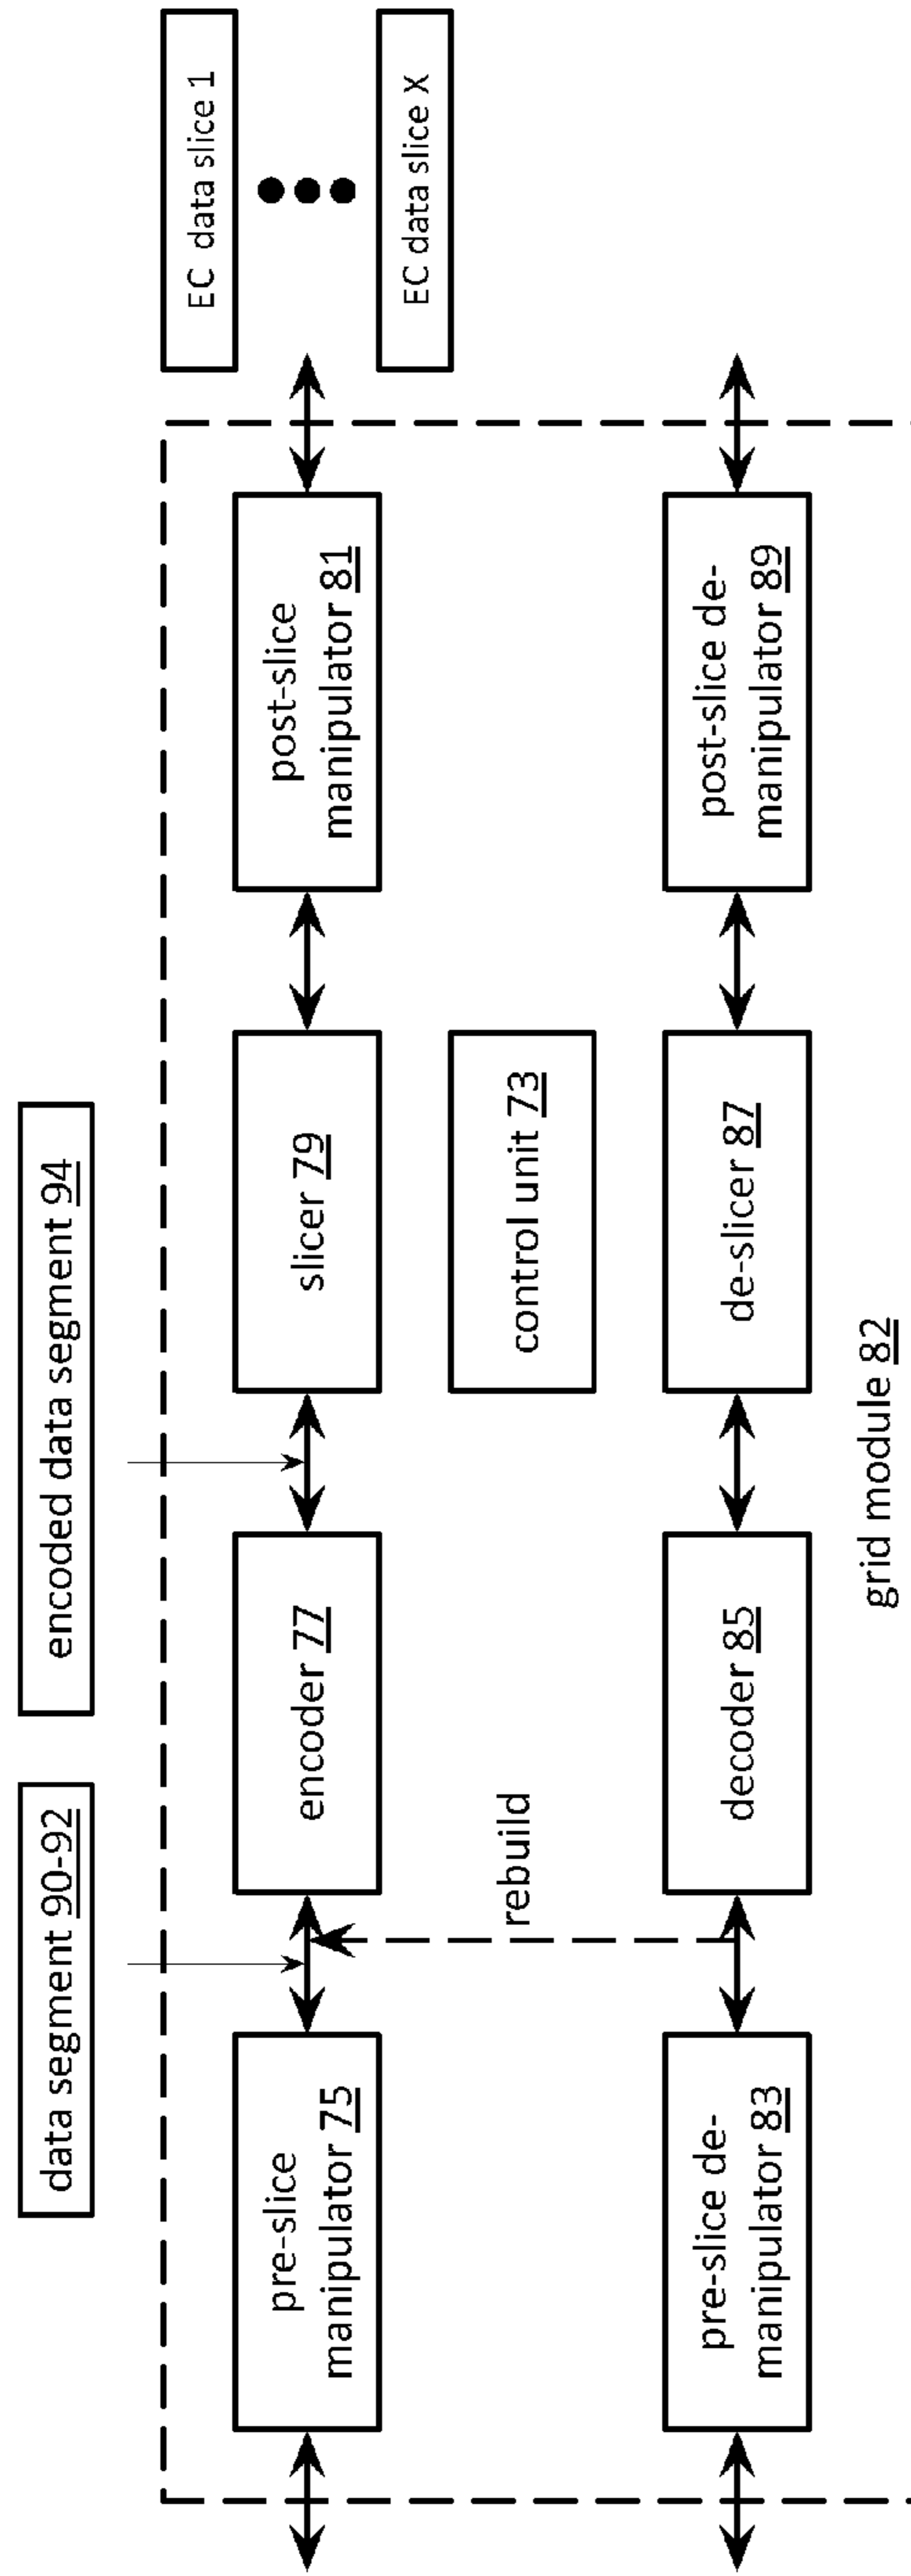 data segment 90-92
encoded data segment 94
EC data slice 1
EC data slice X
pre-slice
manipulator 75
encoder 77
slicer 79
post-slice
manipulator 81
rebuild
control unit 73
pre-slice de-
manipulator 83
decoder 85
de-slicer 87
post-slice de-
manipulator 89
grid module 82